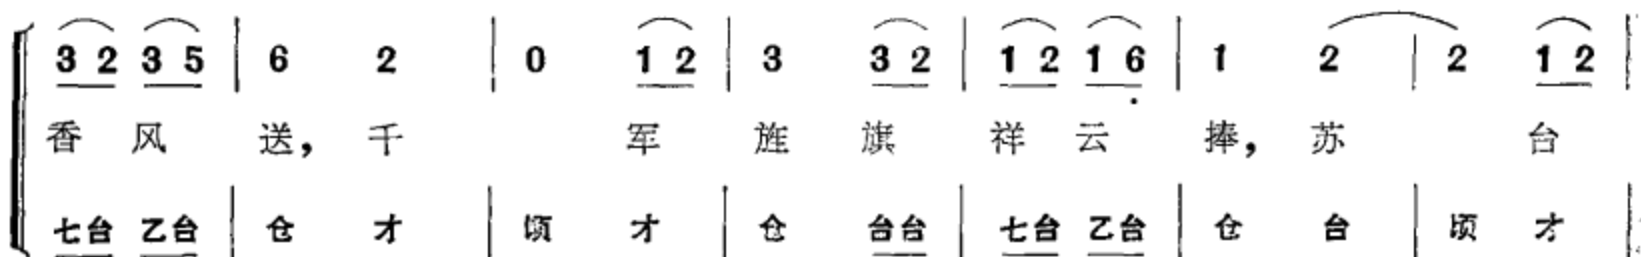 3 2 3 5 | 6 2 | 0 1 2 | 3 3 2 | 1 2 1 6 | 1 2 | 2 1 2
香 风 送，千 军 旌 旗 祥 云 捧，苏 台
七台 乙台 | 仓 才 | 顷 才 | 仓 台台 | 七台 乙台 | 仓 台 | 顷 才